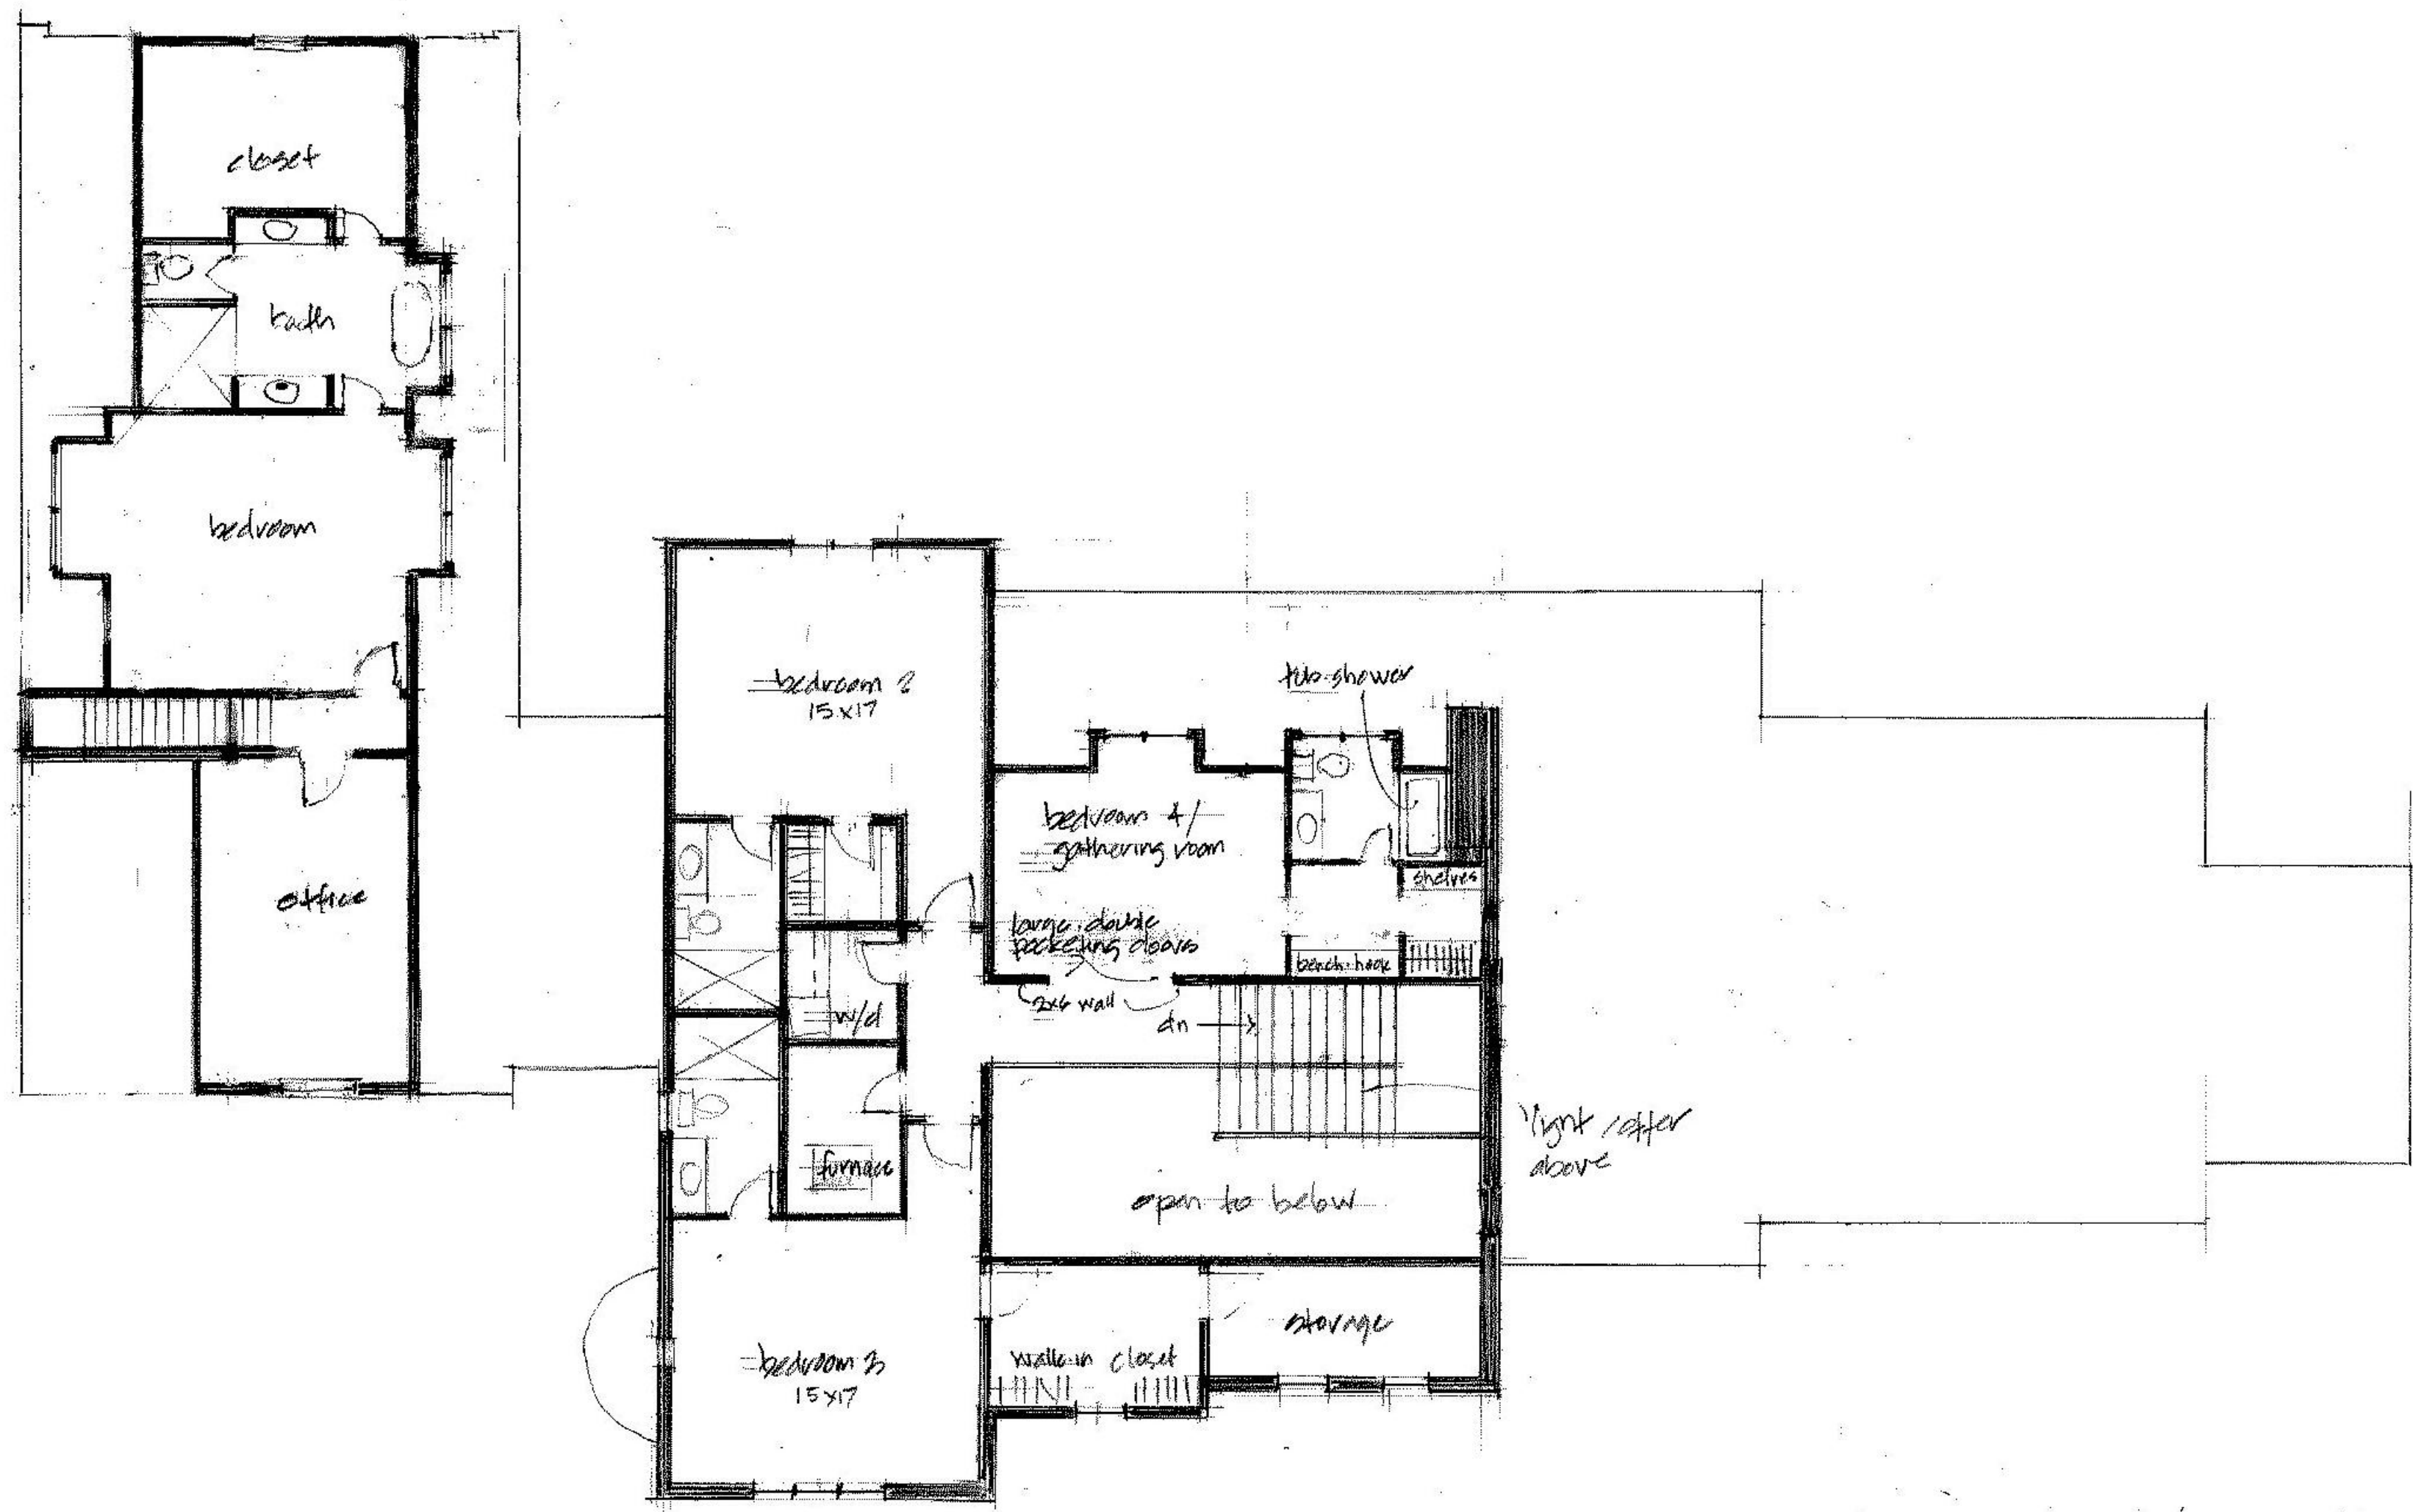 closet
bath
bedroom
office
bedroom 2
15x17
tub-shower
bedroom 4/
gathering room
shelves
large double
pocketing doors
bench-hook
2x6 wall
dn
w/d
furnace
light coffer
above
open to below
storage
walk-in closet
bedroom 3
15x17